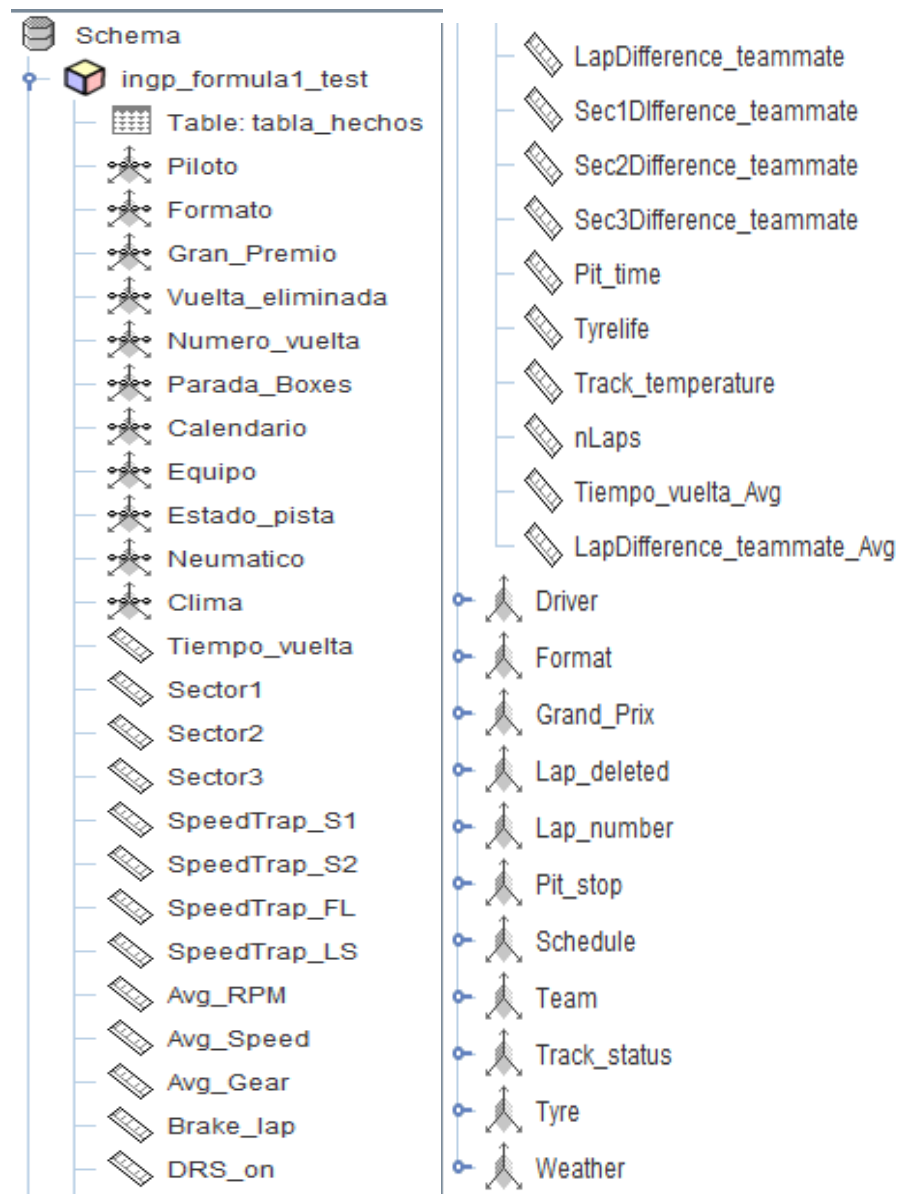 Schema
ingp_formula1_test
Table: tabla_hechos
Piloto
Formato
Gran_Premio
Vuelta_eliminada
Numero_vuelta
Parada_Boxes
Calendario
Equipo
Estado_pista
Neumatico
Clima
Tiempo_vuelta
Sector1
Sector2
Sector3
SpeedTrap_S1
SpeedTrap_S2
SpeedTrap_FL
SpeedTrap_LS
Avg_RPM
Avg_Speed
Avg_Gear
Brake_lap
DRS_on
LapDifference_teammate
Sec1DIfference_teammate
Sec2Difference_teammate
Sec3Difference_teammate
Pit_time
Tyrelife
Track_temperature
nLaps
Tiempo_vuelta_Avg
LapDifference_teammate_Avg
Driver
Format
Grand_Prix
Lap_deleted
Lap_number
Pit_stop
Schedule
Team
Track_status
Tyre
Weather